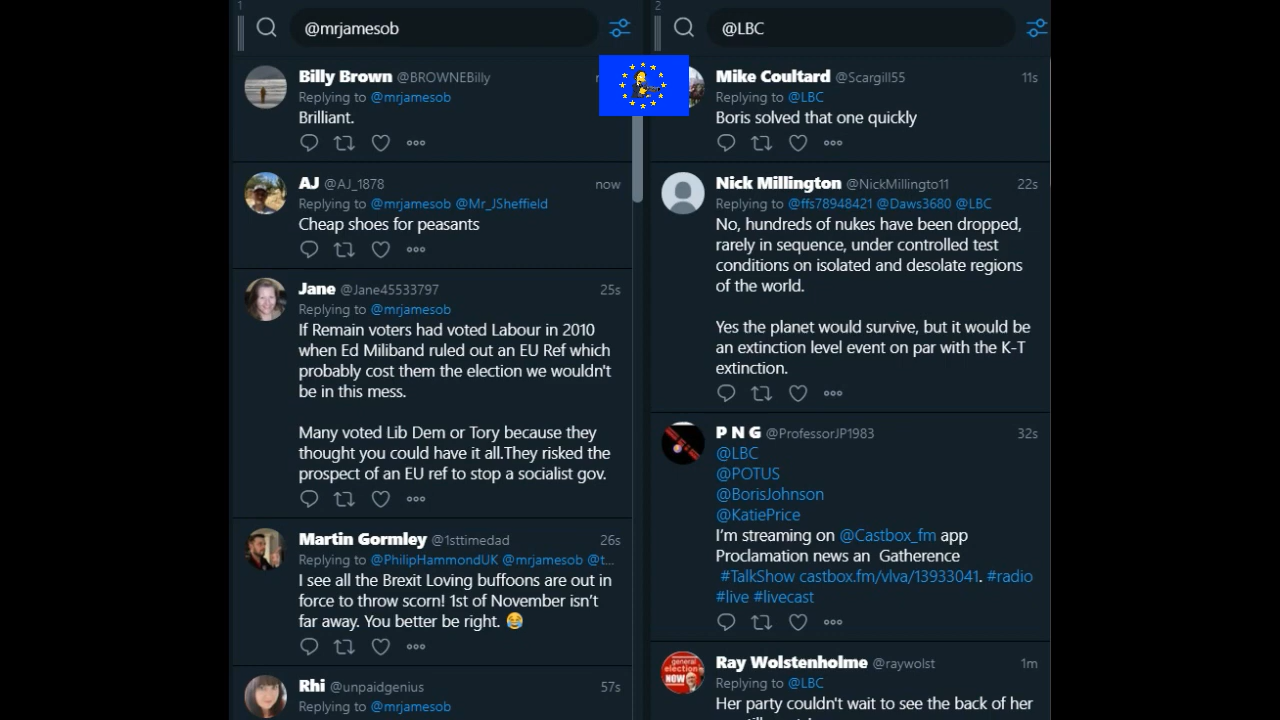 1
@mrjamesob
Billy Brown @BROWNEBilly
Replying to @mrjamesob
Brilliant.
AJ @AJ_1878 now
Replying to @mrjamesob @Mr_JSheffield
Cheap shoes for peasants
Jane @Jane45533797 25s
Replying to @mrjamesob
If Remain voters had voted Labour in 2010
when Ed Miliband ruled out an EU Ref which
probably cost them the election we wouldn't
be in this mess.
Many voted Lib Dem or Tory because they
thought you could have it all.They risked the
prospect of an EU ref to stop a socialist gov.
Martin Gormley @1sttimedad 26s
Replying to @PhilipHammondUK @mrjamesob @t...
I see all the Brexit Loving buffoons are out in
force to throw scorn! 1st of November isn't
far away. You better be right. 😂
Rhi @unpaidgenius 57s
Replying to @mrjamesob
2
@LBC
Mike Coultard @Scargill55 11s
Replying to @LBC
Boris solved that one quickly
Nick Millington @NickMillingto11 22s
Replying to @ffs78948421 @Daws3680 @LBC
No, hundreds of nukes have been dropped,
rarely in sequence, under controlled test
conditions on isolated and desolate regions
of the world.
Yes the planet would survive, but it would be
an extinction level event on par with the K-T
extinction.
P N G @ProfessorJP1983 32s
@LBC
@POTUS
@BorisJohnson
@KatiePrice
I'm streaming on @Castbox_fm app
Proclamation news an Gatherence
#TalkShow castbox.fm/vlva/13933041. #radio
#live #livecast
general election NOW
Ray Wolstenholme @raywolst 1m
Replying to @LBC
Her party couldn't wait to see the back of her